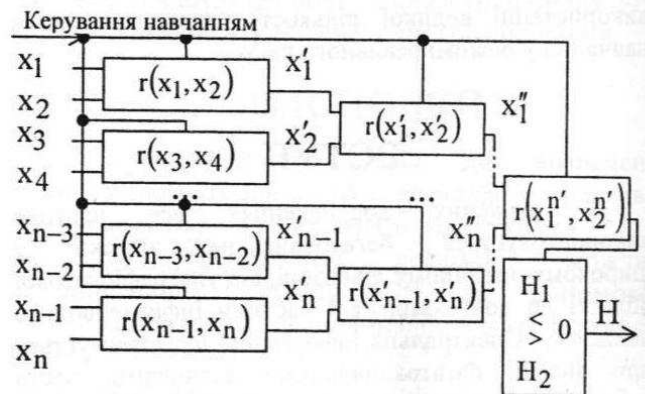 Керування навчанням
x₁
x₂
x₃
x₄
xₙ₋₃
xₙ₋₂
xₙ₋₁
xₙ
r(x₁, x₂)
r(x₃, x₄)
...
r(xₙ₋₃, xₙ₋₂)
r(xₙ₋₁, xₙ)
x′₁
x′₂
xₙ₋₁
x′ₙ
r(x′₁, x′₂)
...
r(x′ₙ₋₁, x′ₙ)
x″₁
x″ₙ
r(x₁ⁿ′, x₂ⁿ′)
H₁
<
> 0
H₂
H